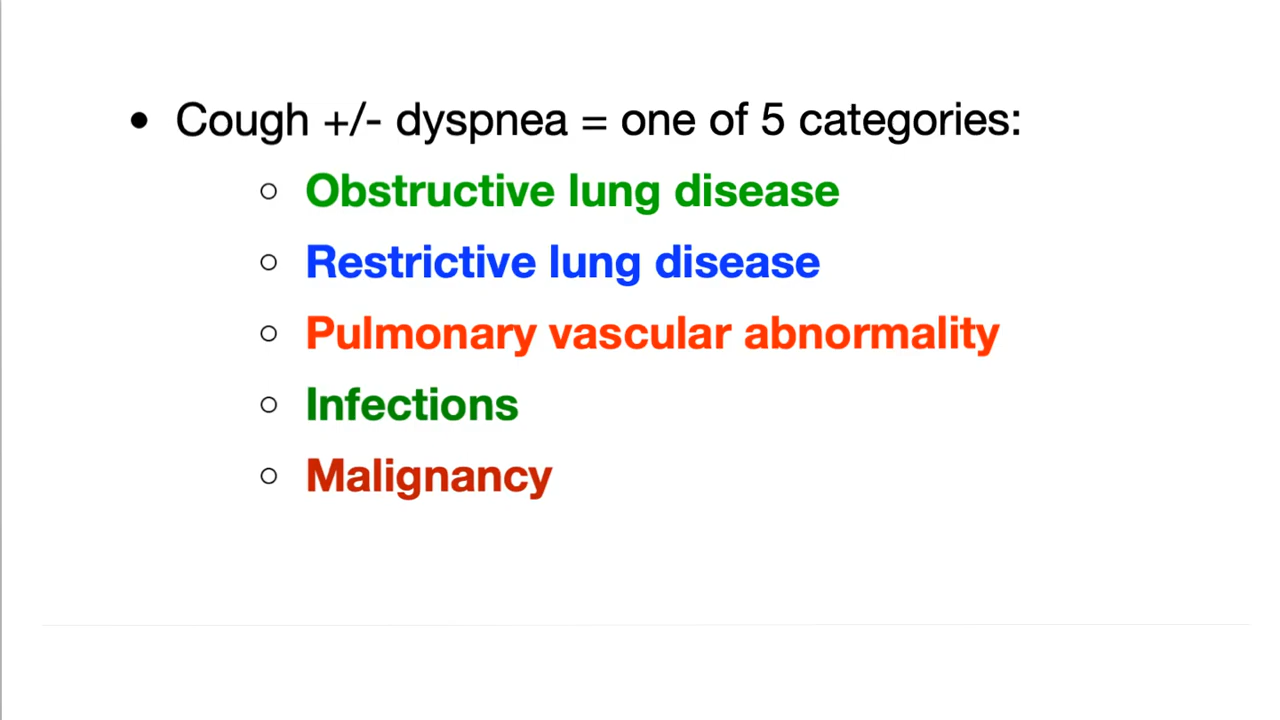 • Cough +/- dyspnea = one of 5 categories:
○ Obstructive lung disease
○ Restrictive lung disease
○ Pulmonary vascular abnormality
○ Infections
○ Malignancy